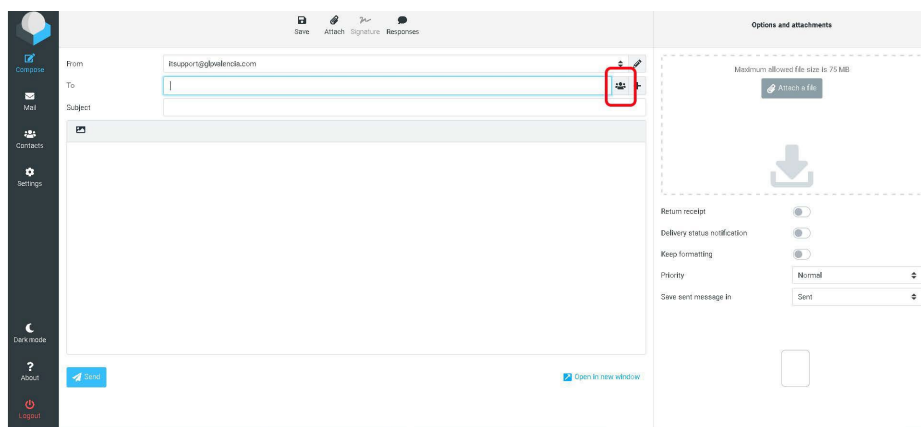 Save Attach Signature Responses
Options and attachments
Compose
Mail
Contacts
Settings
Dark mode
? About
Logout
From itsupport@glpvalencia.com
To
Subject
Send
Open in new window
Maximum allowed file size is 75 MB
Attach a file
Return receipt
Delivery status notification
Keep formatting
Priority Normal
Save sent message in Sent